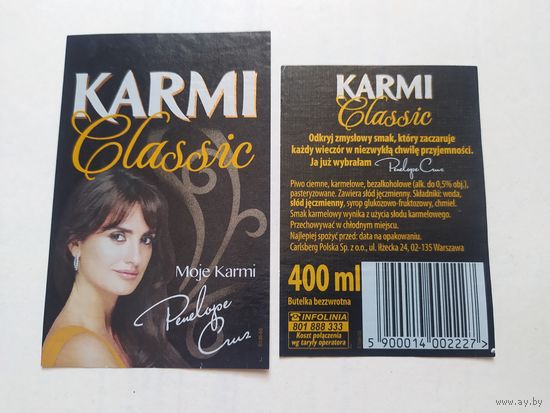 KARMI
Classic
Moje Karmi
Penelope
Cruz
KARMI
Classic
Odkryj zmysłowy smak, który zaczaruje
każdy wieczór w niezwykłą chwilę przyjemności.
Ja już wybrałam Penelope Cruz
Piwo ciemne, karmelowe, bezalkoholowe (alk. do 0,5% obj.),
pasteryzowane. Zawiera słód jęczmienny. Składniki: woda,
słód jęczmienny, syrop glukozowo-fruktozowy, chmiel.
Smak karmelowy wynika z użycia słodu karmelowego.
Przechowywać w chłodnym miejscu.
Najlepiej spożyć przed: data na opakowaniu.
Carlsberg Polska Sp. z o.o., ul. Iłżecka 24, 02-135 Warszawa
400 ml
Butelka bezzwrotna
INFOLINIA
801 888 333
Koszt połączenia
wg taryfy operatora
5 900014 002227 >
www.ay.by